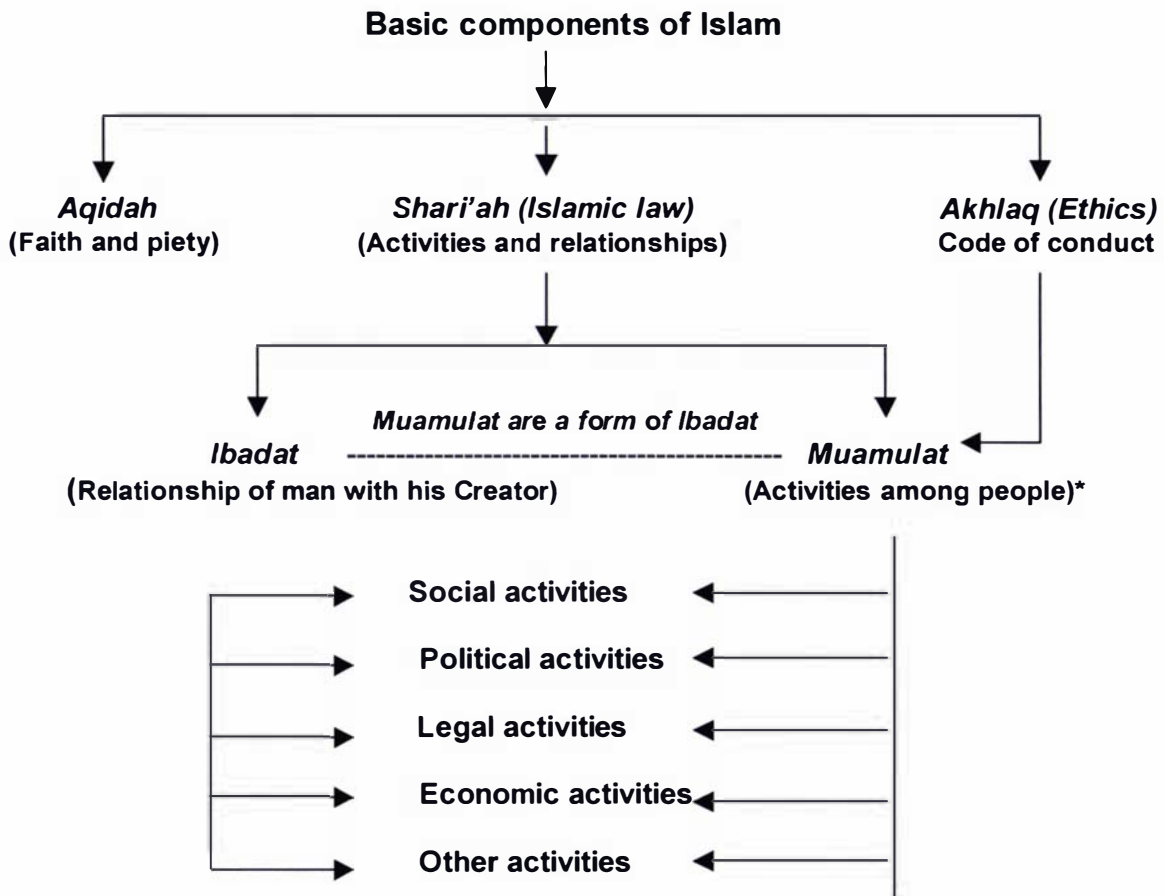 Basic components of Islam
Aqidah
(Faith and piety)
Shari'ah (Islamic law)
(Activities and relationships)
Akhlaq (Ethics)
Code of conduct
Muamulat are a form of Ibadat
Ibadat
(Relationship of man with his Creator)
Muamulat
(Activities among people)*
Social activities
Political activities
Legal activities
Economic activities
Other activities